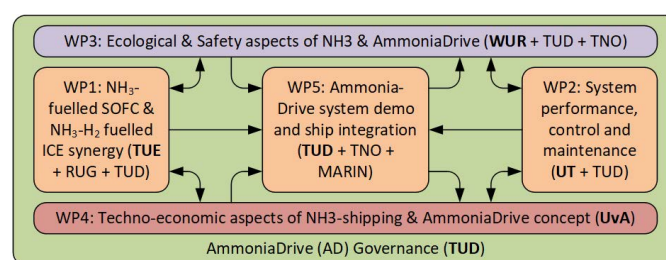 WP3: Ecological & Safety aspects of NH3 & AmmoniaDrive (WUR + TUD + TNO)
WP1: NH₃-
fuelled SOFC &
NH₃-H₂ fuelled
ICE synergy (TUE
+ RUG + TUD)
WP5: Ammonia-
Drive system demo
and ship integration
(TUD + TNO +
MARIN)
WP2: System
performance,
control and
maintenance
(UT + TUD)
WP4: Techno-economic aspects of NH3-shipping & AmmoniaDrive concept (UvA)
AmmoniaDrive (AD) Governance (TUD)